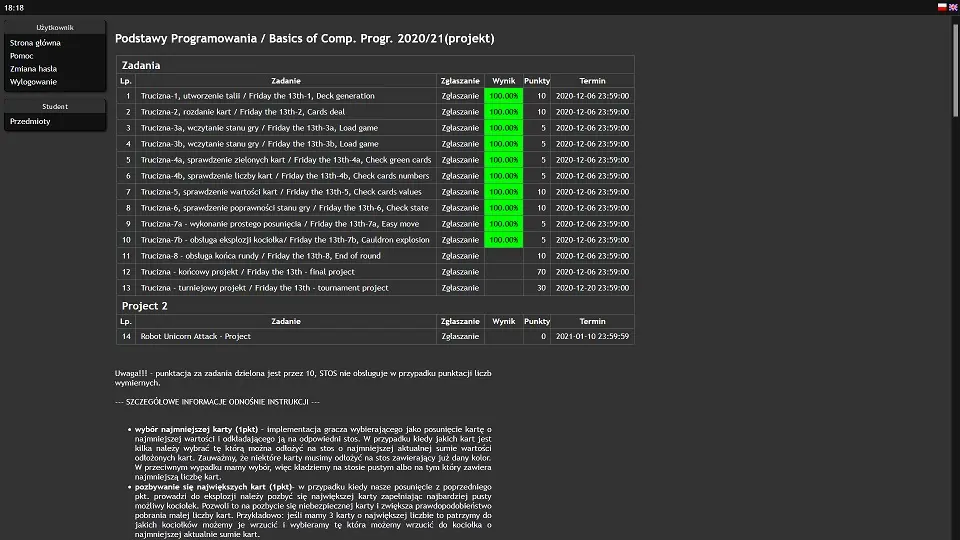 18:18
Użytkownik
Strona główna
Pomoc
Zmiana hasła
Wylogowanie
Student
Przedmioty
Podstawy Programowania / Basics of Comp. Progr. 2020/21(projekt)
Zadania
Lp. Zadanie Zgłaszanie Wynik Punkty Termin
1 Trucizna-1, utworzenie talii / Friday the 13th-1, Deck generation Zgłaszanie 100.00% 10 2020-12-06 23:59:00
2 Trucizna-2, rozdanie kart / Friday the 13th-2, Cards deal Zgłaszanie 100.00% 10 2020-12-06 23:59:00
3 Trucizna-3a, wczytanie stanu gry / Friday the 13th-3a, Load game Zgłaszanie 100.00% 5 2020-12-06 23:59:00
4 Trucizna-3b, wczytanie stanu gry / Friday the 13th-3b, Load game Zgłaszanie 100.00% 5 2020-12-06 23:59:00
5 Trucizna-4a, sprawdzenie zielonych kart / Friday the 13th-4a, Check green cards Zgłaszanie 100.00% 5 2020-12-06 23:59:00
6 Trucizna-4b, sprawdzenie liczby kart / Friday the 13th-4b, Check cards numbers Zgłaszanie 100.00% 5 2020-12-06 23:59:00
7 Trucizna-5, sprawdzenie wartości kart / Friday the 13th-5, Check cards values Zgłaszanie 100.00% 10 2020-12-06 23:59:00
8 Trucizna-6, sprawdzenie poprawności stanu gry / Friday the 13th-6, Check state Zgłaszanie 100.00% 10 2020-12-06 23:59:00
9 Trucizna-7a - wykonanie prostego posunięcia / Friday the 13th-7a, Easy move Zgłaszanie 100.00% 5 2020-12-06 23:59:00
10 Trucizna-7b - obsługa eksplozji kociołka/ Friday the 13th-7b, Cauldron explosion Zgłaszanie 100.00% 5 2020-12-06 23:59:00
11 Trucizna-8 - obsługa końca rundy / Friday the 13th-8, End of round Zgłaszanie 10 2020-12-06 23:59:00
12 Trucizna - końcowy projekt / Friday the 13th - final project Zgłaszanie 70 2020-12-06 23:59:00
13 Trucizna - turniejowy projekt / Friday the 13th - tournament project Zgłaszanie 30 2020-12-20 23:59:00
Project 2
Lp. Zadanie Zgłaszanie Wynik Punkty Termin
14 Robot Unicorn Attack - Project Zgłaszanie 0 2021-01-10 23:59:59
Uwaga!!! - punktacja za zadania dzielona jest przez 10, STOS nie obsługuje w przypadku punktacji liczb
wymiernych.
--- SZCZEGÓŁOWE INFORMACJE ODNOŚNIE INSTRUKCJI ---
• wybór najmniejszej karty (1pkt) - implementacja gracza wybierającego jako posunięcie kartę o
najmniejszej wartości i odkładającego ją na odpowiedni stos. W przypadku kiedy jakich kart jest
kilka należy wybrać tę którą można odłożyć na stos o najmniejszej aktualnej sumie wartości
odłożonych kart. Zauważmy, że niektóre karty musimy odłożyć na stos zawierający już dany kolor.
W przeciwnym wypadku mamy wybór, więc kładziemy na stosie pustym albo na tym który zawiera
najmniejszą liczbę kart.
• pozbywanie się największych kart (1pkt)- w przypadku kiedy nasze posunięcie z poprzedniego
pkt. prowadzi do eksplozji należy pozbyć się największej karty zapełniając najbardziej pusty
możliwy kociołek. Pozwoli to na pozbycie się niebezpiecznej karty i zwiększa prawdopodobieństwo
pobrania małej liczby kart. Przykładowo: jeśli mamy 3 karty o największej liczbie to patrzymy do
jakich kociołków możemy je wrzucić i wybieramy tę która możemy wrzucić do kociołka o
najmniejszej aktualnie sumie kart.